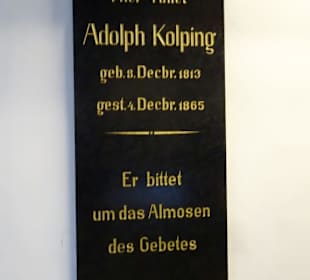 Adolph Kolping
geb. 8. Decbr. 1813
gest. 4. Decbr. 1865
Er bittet
um das Almosen
des Gebetes